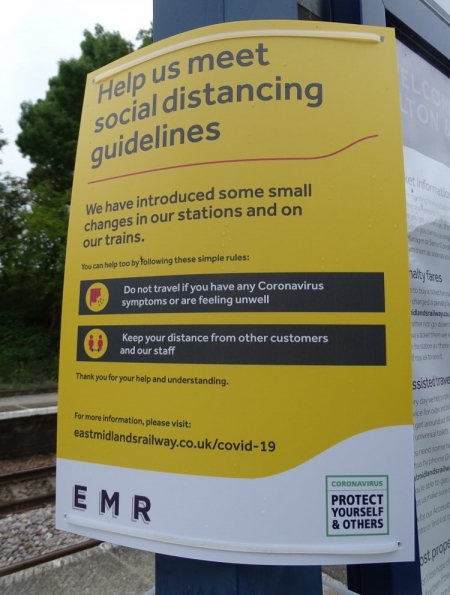 Help us meet
social distancing
guidelines
We have introduced some small
changes in our stations and on
our trains.
You can help too by following these simple rules:
Do not travel if you have any Coronavirus
symptoms or are feeling unwell
Keep your distance from other customers
and our staff
Thank you for your help and understanding.
For more information, please visit:
eastmidlandsrailway.co.uk/covid-19
EMR
CORONAVIRUS
PROTECT
YOURSELF
& OTHERS